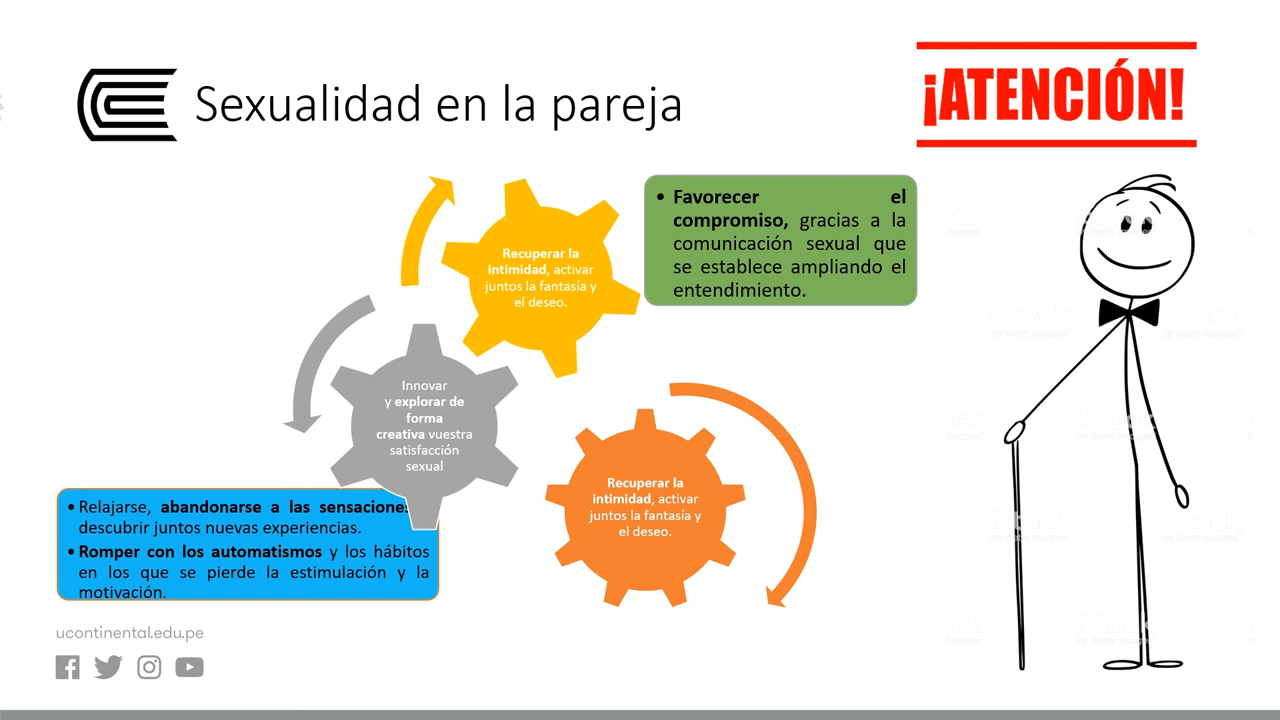 Sexualidad en la pareja
¡ATENCIÓN!
Recuperar la
intimidad, activar
juntos la fantasía y
el deseo.
• Favorecer el
compromiso, gracias a la
comunicación sexual que
se establece ampliando el
entendimiento.
Innovar
y explorar de
forma
creativa vuestra
satisfacción
sexual
Recuperar la
intimidad, activar
juntos la fantasía y
el deseo.
• Relajarse, abandonarse a las sensaciones
descubrir juntos nuevas experiencias.
• Romper con los automatismos y los hábitos
en los que se pierde la estimulación y la
motivación.
ucontinental.edu.pe
iStock